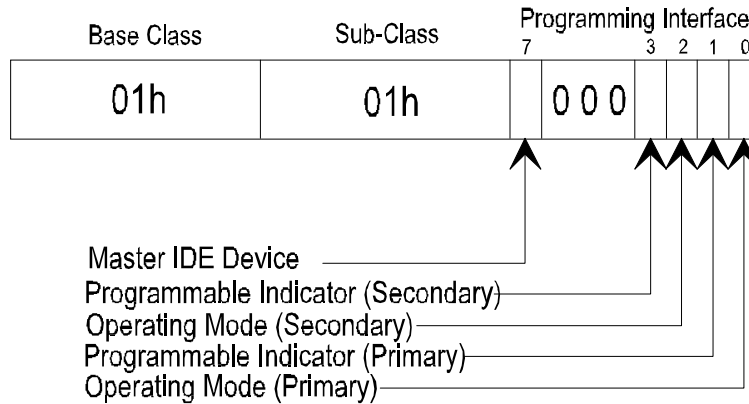 Base Class Sub-Class Programming Interface
7 3 2 1 0
01h 01h 0 0 0
Master IDE Device
Programmable Indicator (Secondary)
Operating Mode (Secondary)
Programmable Indicator (Primary)
Operating Mode (Primary)